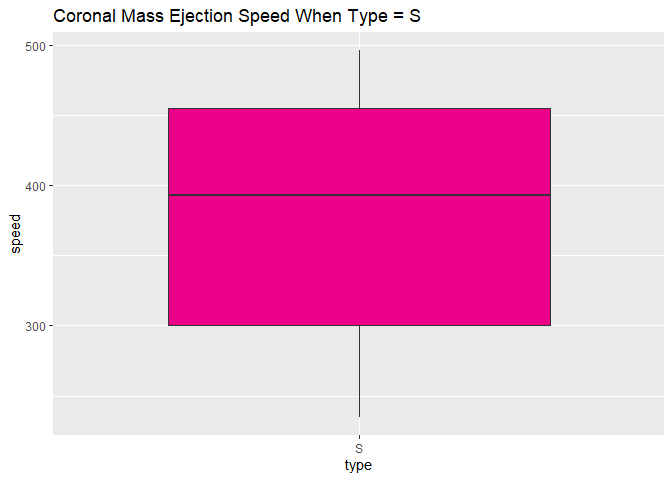 Coronal Mass Ejection Speed When Type = S
500
400
300
speed
S
type